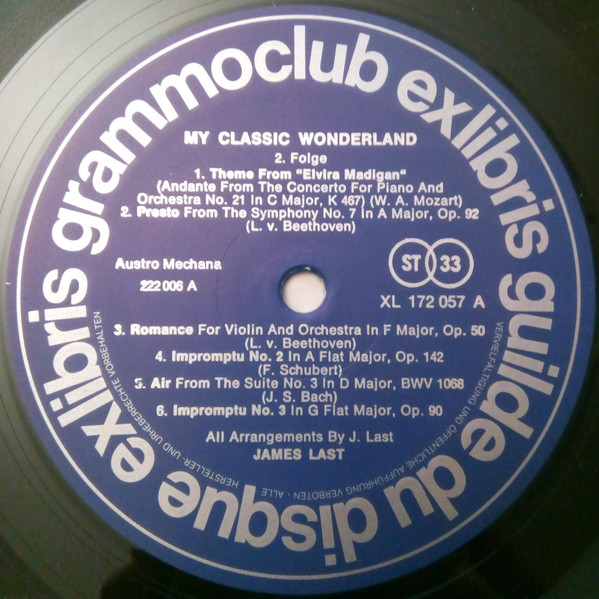 exlibris grammoclub exlibris guilde du disque
MY CLASSIC WONDERLAND
2. Folge
1. Theme From "Elvira Madigan"
(Andante From The Concerto For Piano And
Orchestra No. 21 In C Major, K 467) (W. A. Mozart)
2. Presto From The Symphony No. 7 In A Major, Op. 92
(L. v. Beethoven)
Austro Mechana
222 006 A
ST 33
XL 172 057 A
3. Romance For Violin And Orchestra In F Major, Op. 50
(L. v. Beethoven)
4. Impromptu No. 2 In A Flat Major, Op. 142
(F. Schubert)
5. Air From The Suite No. 3 In D Major, BWV 1068
(J. S. Bach)
6. Impromptu No. 3 In G Flat Major, Op. 90
All Arrangements By J. Last
JAMES LAST
VERVIELFÄLTIGUNG UND ÖFFENTLICHE AUFFÜHRUNG VERBOTEN · ALLE HERSTELLER- UND URHEBERRECHTE VORBEHALTEN